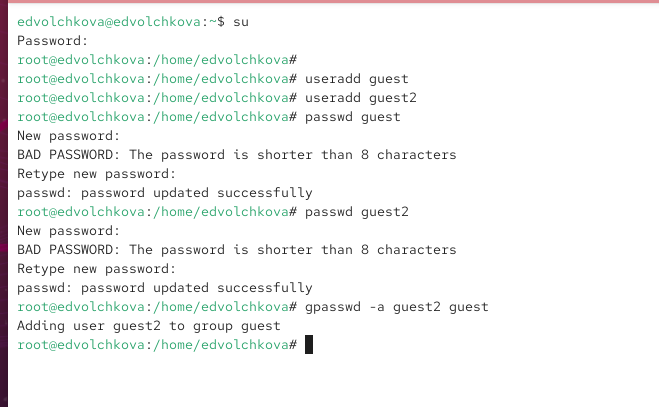 edvolchkova@edvolchkova:~$ su
Password:
root@edvolchkova:/home/edvolchkova#
root@edvolchkova:/home/edvolchkova# useradd guest
root@edvolchkova:/home/edvolchkova# useradd guest2
root@edvolchkova:/home/edvolchkova# passwd guest
New password:
BAD PASSWORD: The password is shorter than 8 characters
Retype new password:
passwd: password updated successfully
root@edvolchkova:/home/edvolchkova# passwd guest2
New password:
BAD PASSWORD: The password is shorter than 8 characters
Retype new password:
passwd: password updated successfully
root@edvolchkova:/home/edvolchkova# gpasswd -a guest2 guest
Adding user guest2 to group guest
root@edvolchkova:/home/edvolchkova#